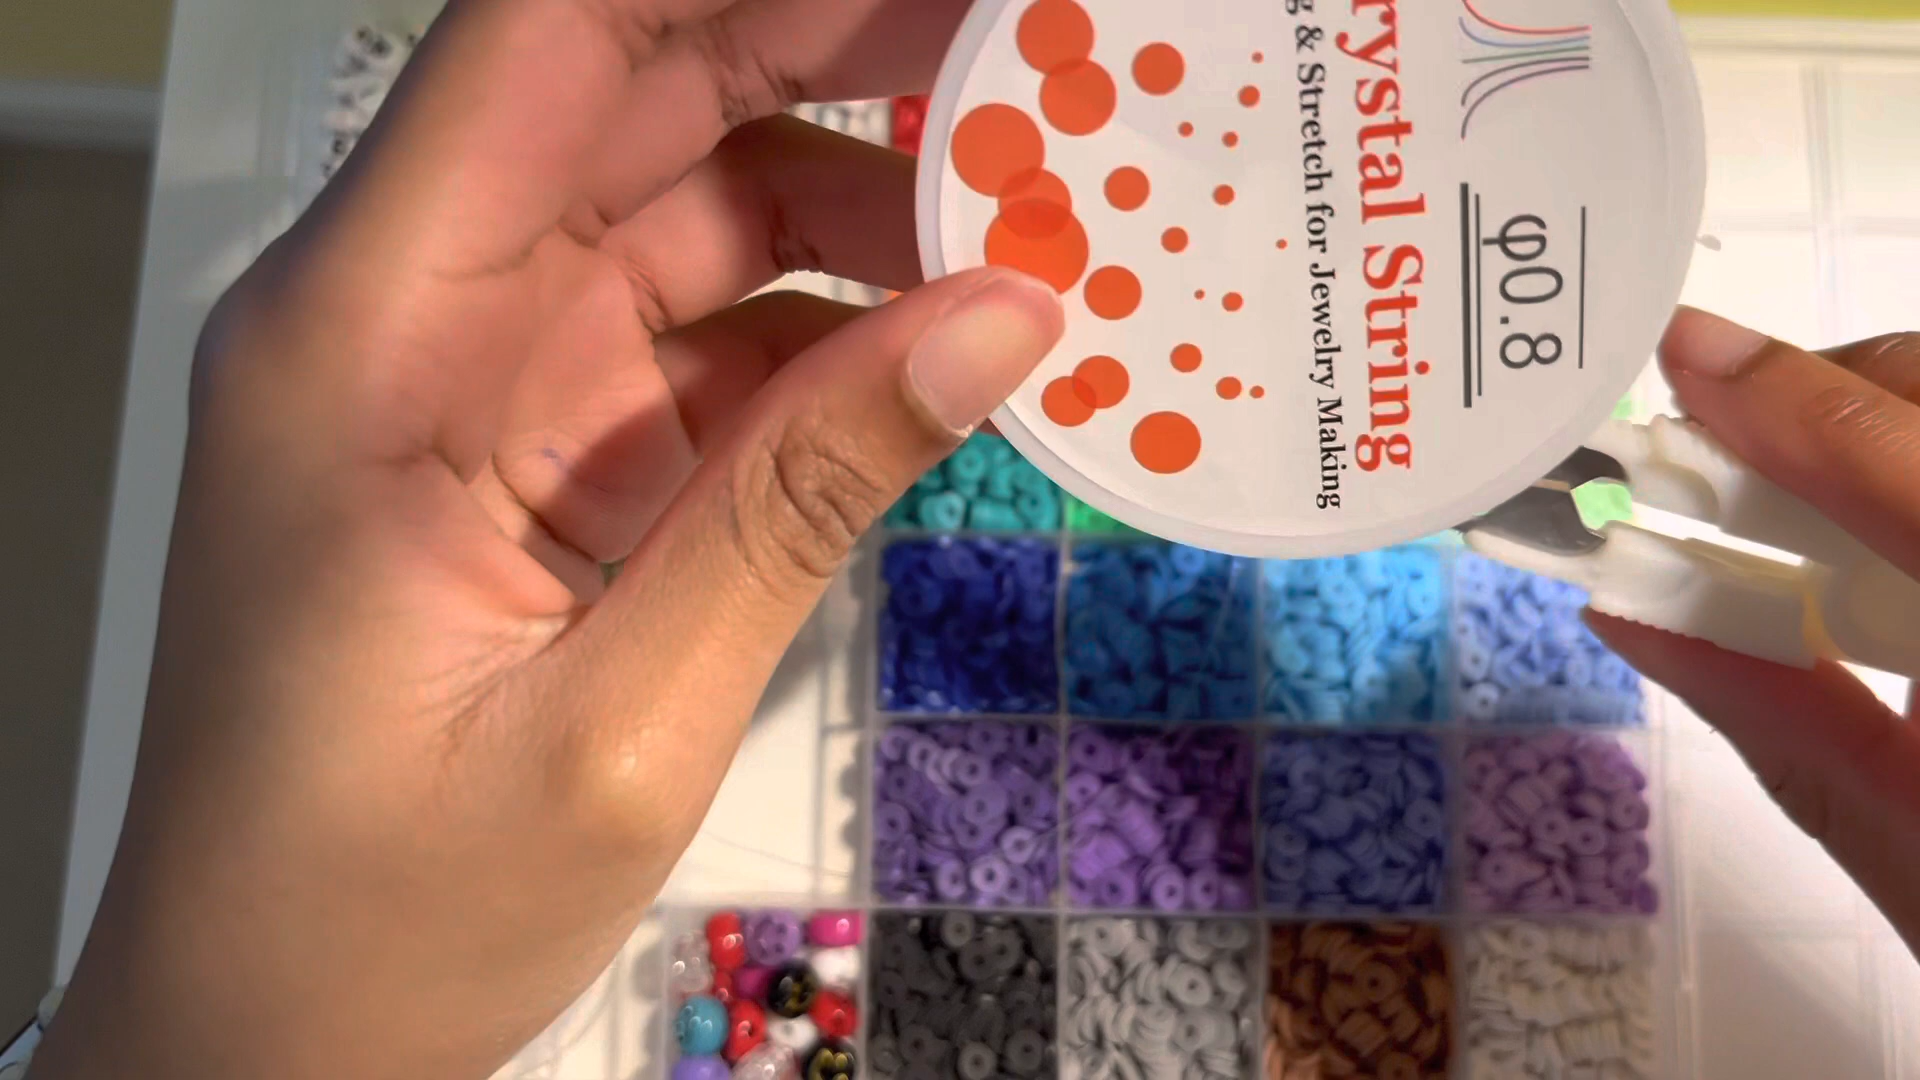 φ0.8
rystal String
g & Stretch for Jewelry Making